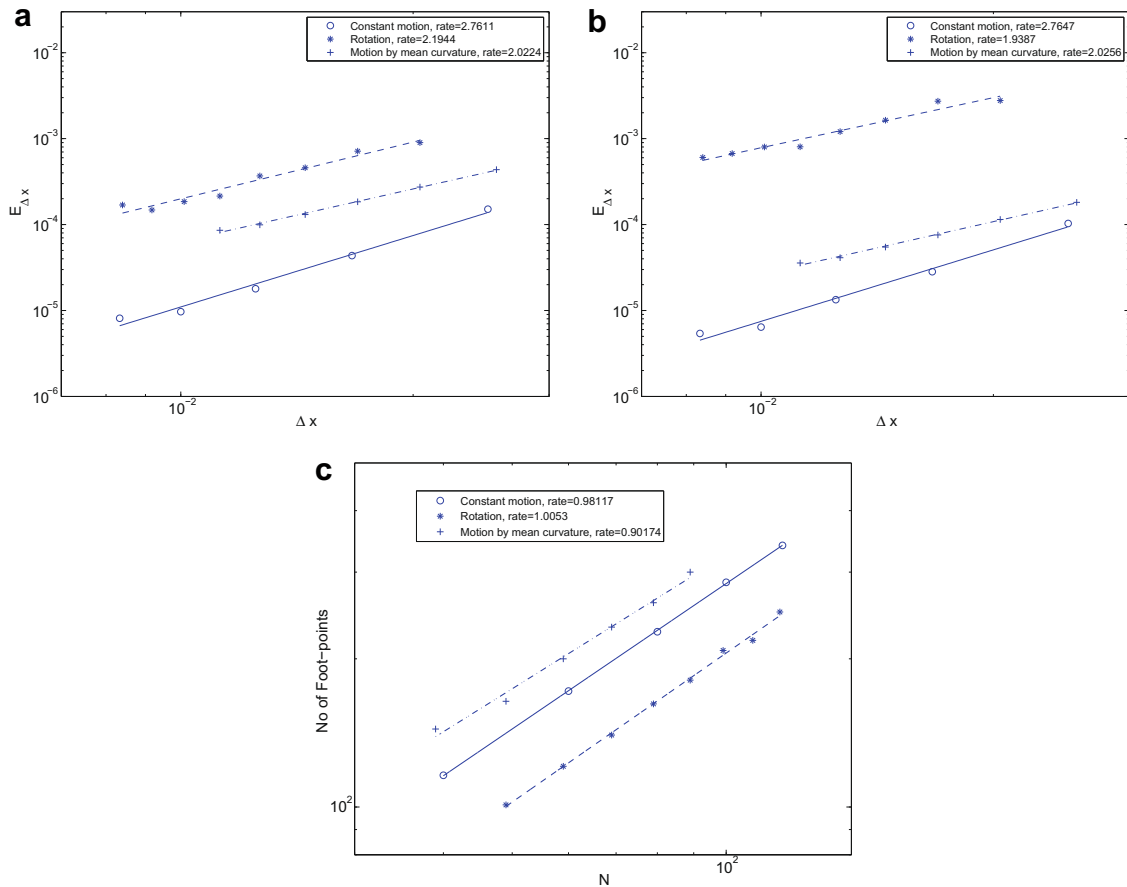 a
Constant motion, rate=2.7611
Rotation, rate=2.1944
Motion by mean curvature, rate=2.0224
10^-2
10^-3
10^-4
10^-5
10^-6
E_Δ x
10^-2
Δ x
b
Constant motion, rate=2.7647
Rotation, rate=1.9387
Motion by mean curvature, rate=2.0256
10^-2
10^-3
10^-4
10^-5
10^-6
E_Δ x
10^-2
Δ x
c
Constant motion, rate=0.98117
Rotation, rate=1.0053
Motion by mean curvature, rate=0.90174
No of Foot-points
10^2
10^2
N